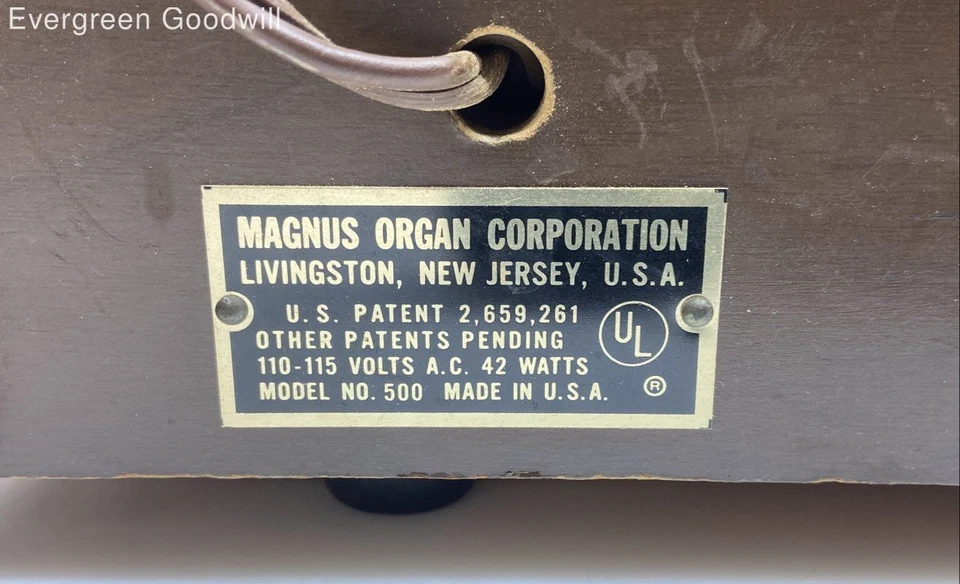 Evergreen Goodwill
MAGNUS ORGAN CORPORATION
LIVINGSTON, NEW JERSEY, U.S.A.
U.S. PATENT 2,659,261
OTHER PATENTS PENDING
110-115 VOLTS A.C. 42 WATTS
MODEL NO. 500 MADE IN U.S.A.
UL
®